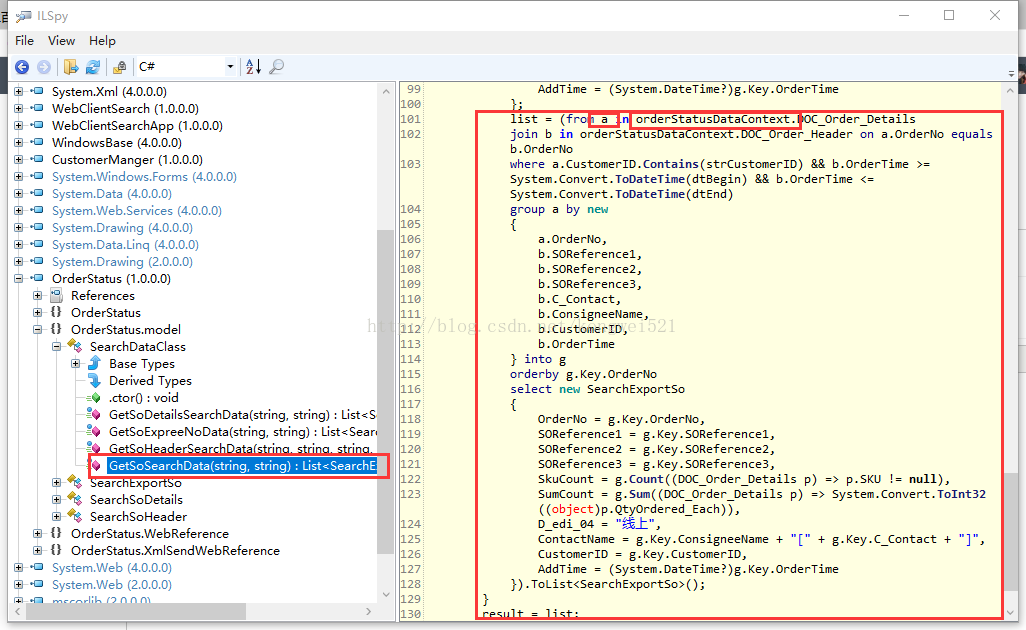 ILSpy
File View Help
C#
System.Xml (4.0.0.0)
WebClientSearch (1.0.0.0)
WebClientSearchApp (1.0.0.0)
WindowsBase (4.0.0.0)
CustomerManger (1.0.0.0)
System.Windows.Forms (4.0.0.0)
System.Data (4.0.0.0)
System.Web.Services (4.0.0.0)
System.Drawing (4.0.0.0)
System.Data.Linq (4.0.0.0)
System.Drawing (2.0.0.0)
OrderStatus (1.0.0.0)
References
{} OrderStatus
{} OrderStatus.model
SearchDataClass
Base Types
Derived Types
.ctor() : void
GetSoDetailsSearchData(string, string) : List<S
GetSoExpreeNoData(string, string) : List<Sear
GetSoHeaderSearchData(string, string, string,
GetSoSearchData(string, string) : List<SearchE
SearchExportSo
SearchSoDetails
SearchSoHeader
{} OrderStatus.WebReference
{} OrderStatus.XmlSendWebReference
System.Web (4.0.0.0)
System.Web (2.0.0.0)
mscorlib (2.0.0.0)
99 AddTime = (System.DateTime?)g.Key.OrderTime
100 };
101 list = (from a in orderStatusDataContext.DOC_Order_Details
102 join b in orderStatusDataContext.DOC_Order_Header on a.OrderNo equals
b.OrderNo
103 where a.CustomerID.Contains(strCustomerID) && b.OrderTime >=
System.Convert.ToDateTime(dtBegin) && b.OrderTime <=
System.Convert.ToDateTime(dtEnd)
104 group a by new
105 {
106 a.OrderNo,
107 b.SOReference1,
108 b.SOReference2,
109 b.SOReference3,
110 b.C_Contact,
111 b.ConsigneeName,
112 b.CustomerID,
113 b.OrderTime
114 } into g
115 orderby g.Key.OrderNo
116 select new SearchExportSo
117 {
118 OrderNo = g.Key.OrderNo,
119 SOReference1 = g.Key.SOReference1,
120 SOReference2 = g.Key.SOReference2,
121 SOReference3 = g.Key.SOReference3,
122 SkuCount = g.Count((DOC_Order_Details p) => p.SKU != null),
123 SumCount = g.Sum((DOC_Order_Details p) => System.Convert.ToInt32
((object)p.QtyOrdered_Each)),
124 D_edi_04 = "线上",
125 ContactName = g.Key.ConsigneeName + "[" + g.Key.C_Contact + "]",
126 CustomerID = g.Key.CustomerID,
127 AddTime = (System.DateTime?)g.Key.OrderTime
128 }).ToList<SearchExportSo>();
129 }
130 result = list;